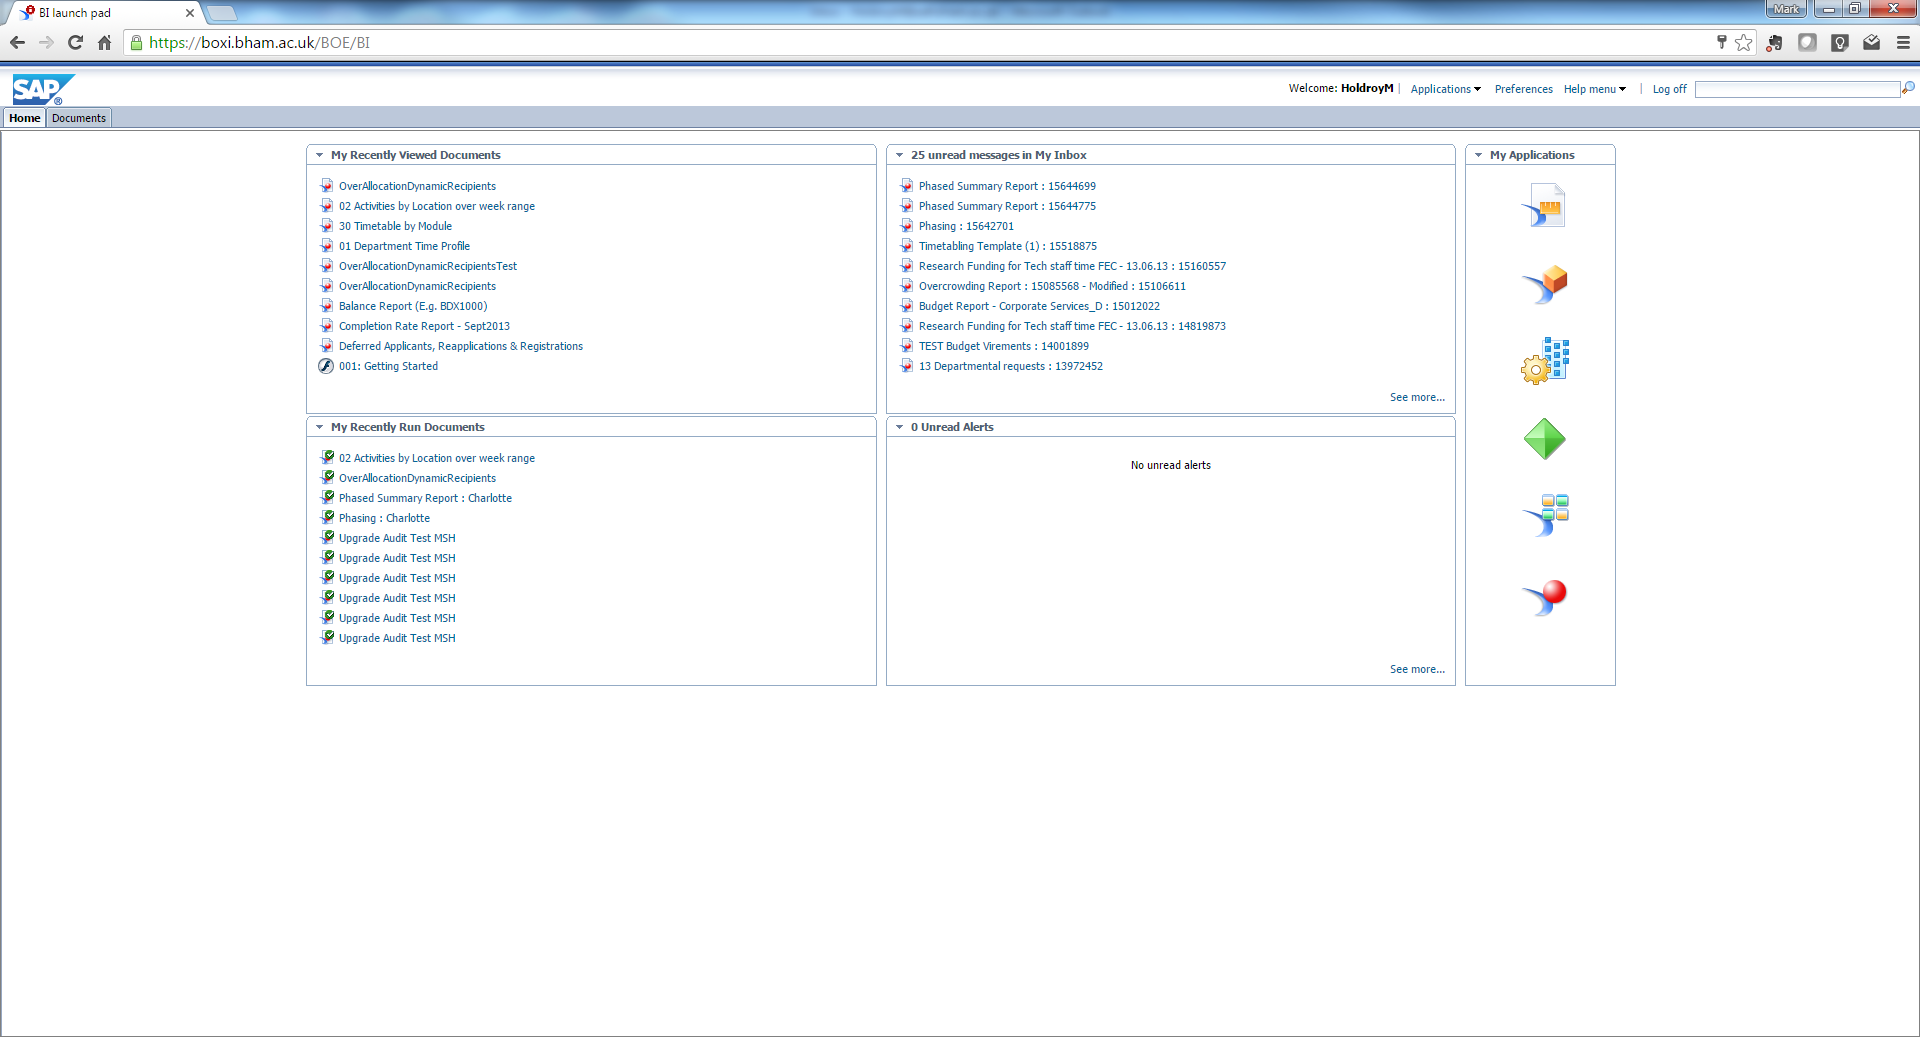 BI launch pad
Mark
https://boxi.bham.ac.uk/BOE/BI
SAP®
Welcome: HoldroyM | Applications Preferences Help menu | Log off
Home Documents
My Recently Viewed Documents
OverAllocationDynamicRecipients
02 Activities by Location over week range
30 Timetable by Module
01 Department Time Profile
OverAllocationDynamicRecipientsTest
OverAllocationDynamicRecipients
Balance Report (E.g. BDX1000)
Completion Rate Report - Sept2013
Deferred Applicants, Reapplications & Registrations
001: Getting Started
25 unread messages in My Inbox
Phased Summary Report : 15644699
Phased Summary Report : 15644775
Phasing : 15642701
Timetabling Template (1) : 15518875
Research Funding for Tech staff time FEC - 13.06.13 : 15160557
Overcrowding Report : 15085568 - Modified : 15106611
Budget Report - Corporate Services_D : 15012022
Research Funding for Tech staff time FEC - 13.06.13 : 14819873
TEST Budget Virements : 14001899
13 Departmental requests : 13972452
See more...
My Applications
My Recently Run Documents
02 Activities by Location over week range
OverAllocationDynamicRecipients
Phased Summary Report : Charlotte
Phasing : Charlotte
Upgrade Audit Test MSH
Upgrade Audit Test MSH
Upgrade Audit Test MSH
Upgrade Audit Test MSH
Upgrade Audit Test MSH
Upgrade Audit Test MSH
0 Unread Alerts
No unread alerts
See more...